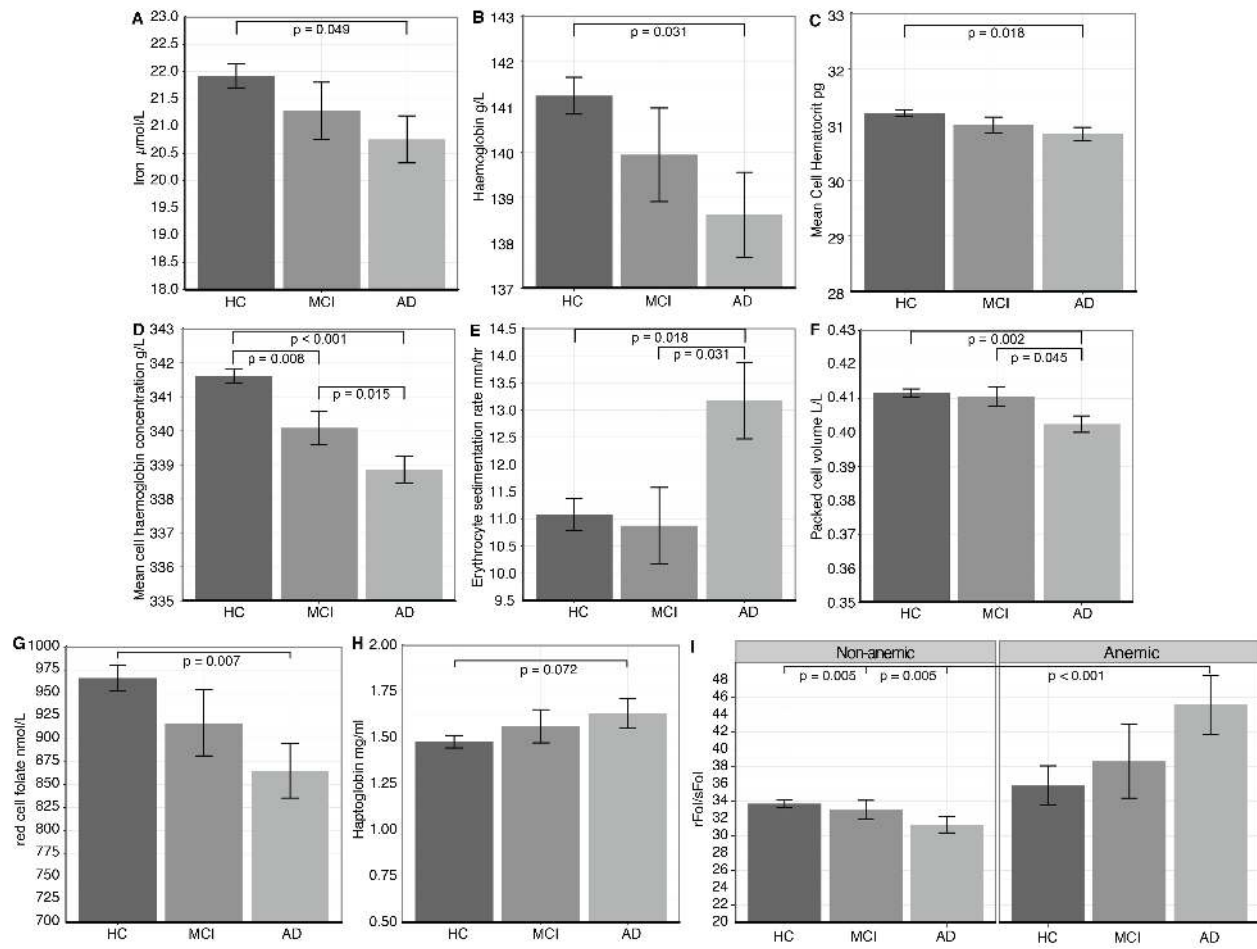 A
Iron µmol/L
23.0
22.5
22.0
21.5
21.0
20.5
20.0
19.5
19.0
18.5
18.0
p = 0.049
HC MCI AD
B
Haemoglobin g/L
143
142
141
140
139
138
137
p = 0.031
HC MCI AD
C
Mean Cell Hematocrit pg
33
32
31
30
29
28
p = 0.018
HC MCI AD
D
Mean cell haemoglobin concentration g/L
343
342
341
340
339
338
337
336
335
p < 0.001
p = 0.008
p = 0.015
HC MCI AD
E
Erythrocyte sedimentation rate mm/hr
14.5
14.0
13.5
13.0
12.5
12.0
11.5
11.0
10.5
10.0
9.5
p = 0.018
p = 0.031
HC MCI AD
F
Packed cell volume L/L
0.43
0.42
0.41
0.40
0.39
0.38
0.37
0.36
0.35
p = 0.002
p = 0.045
HC MCI AD
G
red cell folate nmol/L
1000
975
950
925
900
875
850
825
800
775
750
725
700
p = 0.007
HC MCI AD
H
Haptoglobin mg/ml
2.00
1.75
1.50
1.25
1.00
0.75
0.50
p = 0.072
HC MCI AD
I
rFol/sFol
Non-anemic Anemic
48
46
44
42
40
38
36
34
32
30
28
26
24
22
20
p = 0.005 p = 0.005 p < 0.001
HC MCI AD HC MCI AD